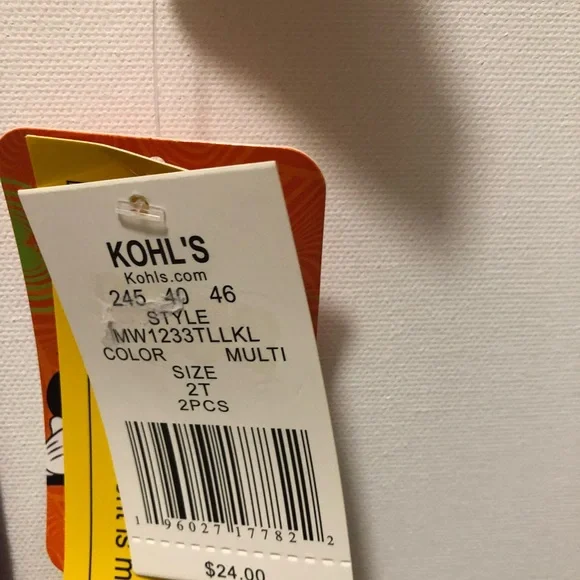 KOHL'S
Kohls.com
245 40 46
STYLE
MW1233TLLKL
COLOR MULTI
SIZE
2T
2PCS
1 96027 17782 2
$24.00
is m